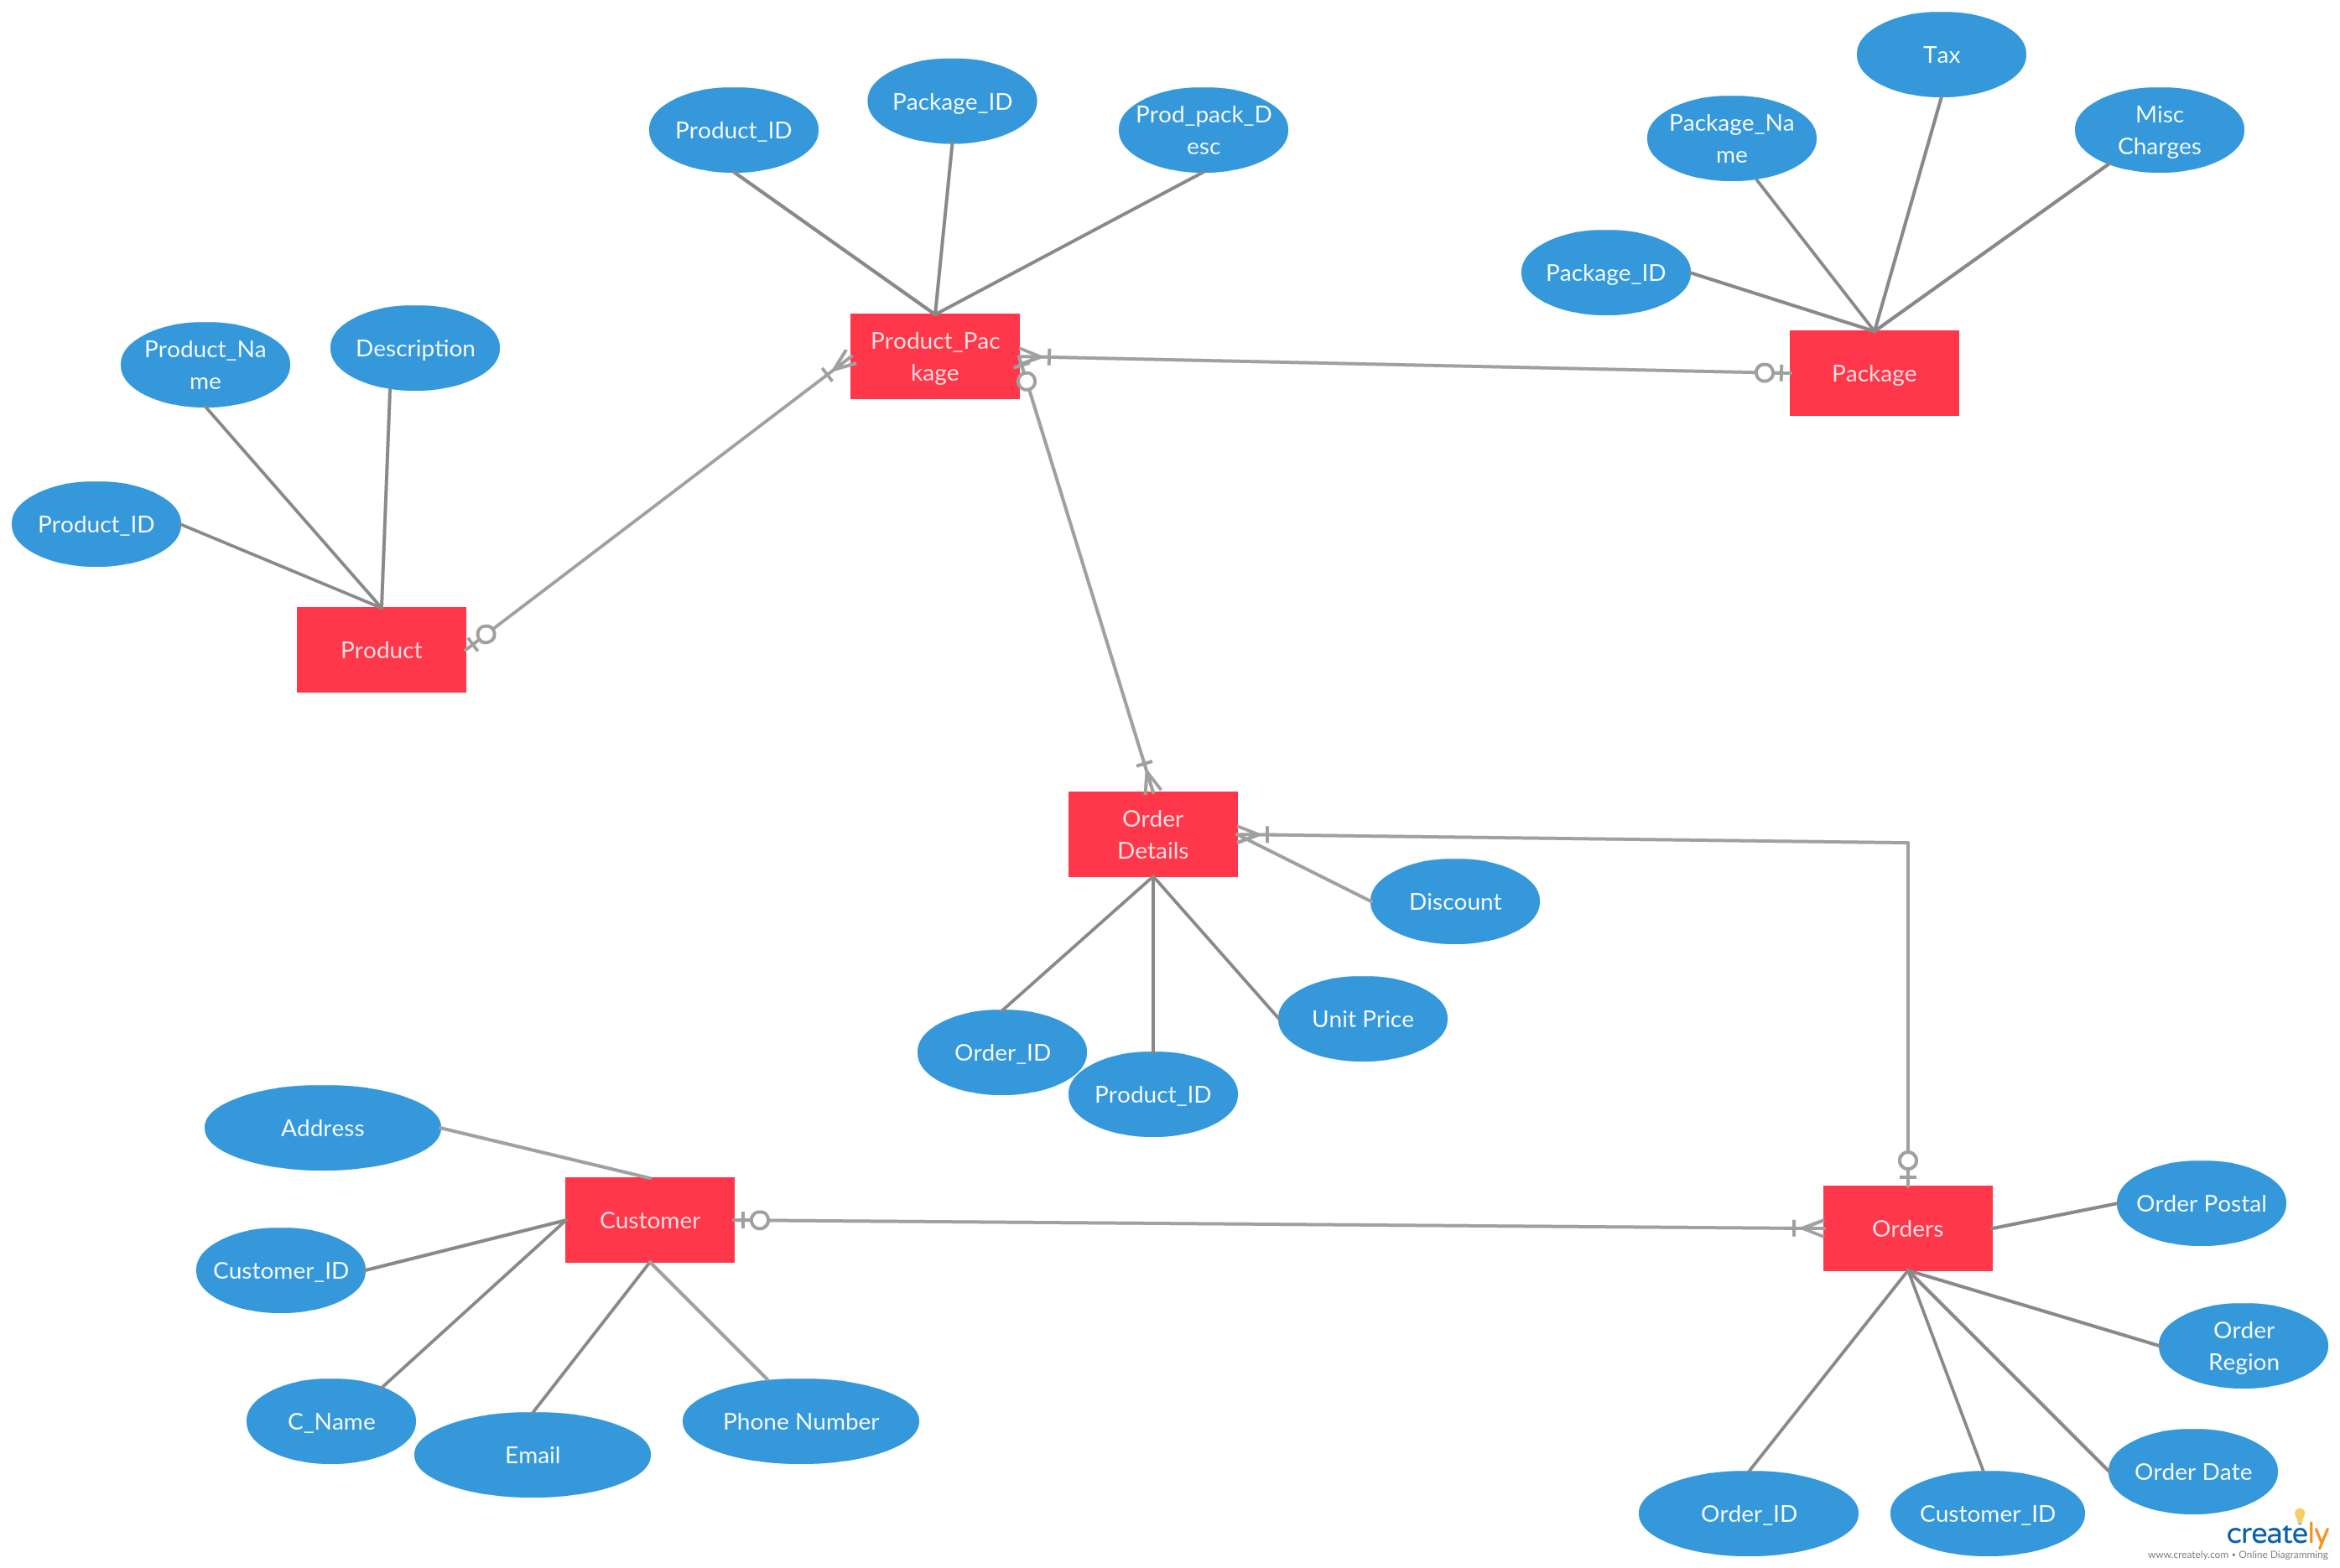 Tax
Package_ID
Prod_pack_D
esc
Product_ID
Package_Na
me
Misc
Charges
Package_ID
Product_Na
me
Description
Product_Pac
kage
Package
Product_ID
Product
Order
Details
Discount
Unit Price
Order_ID
Product_ID
Address
Customer
Orders
Order Postal
Customer_ID
Order
Region
C_Name
Email
Phone Number
Order Date
Order_ID
Customer_ID
creately
www.creately.com • Online Diagramming